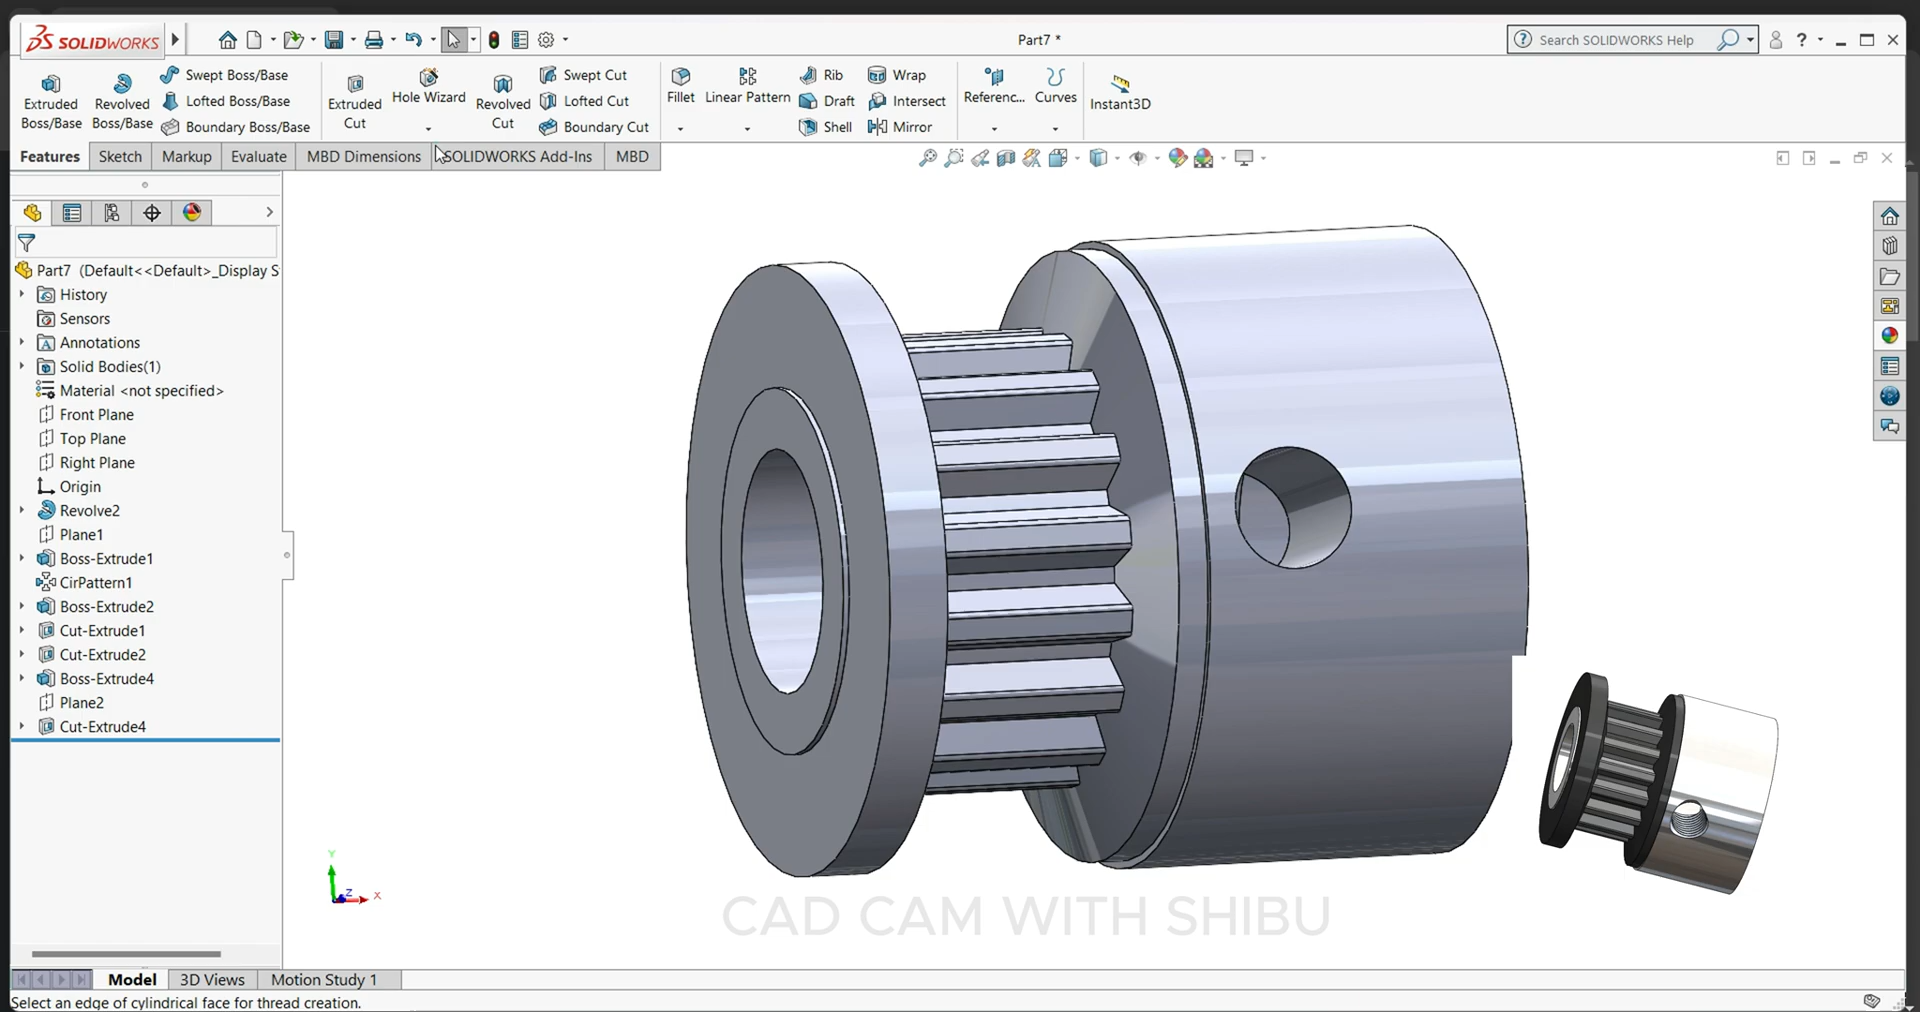 SOLIDWORKS
Part7 *
Search SOLIDWORKS Help
Extruded Boss/Base
Revolved Boss/Base
Swept Boss/Base
Lofted Boss/Base
Boundary Boss/Base
Extruded Cut
Hole Wizard
Revolved Cut
Swept Cut
Lofted Cut
Boundary Cut
Fillet
Linear Pattern
Rib
Draft
Shell
Wrap
Intersect
Mirror
Referenc...
Curves
Instant3D
Features
Sketch
Markup
Evaluate
MBD Dimensions
SOLIDWORKS Add-Ins
MBD
Part7 (Default<<Default>_Display S
History
Sensors
Annotations
Solid Bodies(1)
Material <not specified>
Front Plane
Top Plane
Right Plane
Origin
Revolve2
Plane1
Boss-Extrude1
CirPattern1
Boss-Extrude2
Cut-Extrude1
Cut-Extrude2
Boss-Extrude4
Plane2
Cut-Extrude4
Y
Z
X
CAD CAM WITH SHIBU
Model
3D Views
Motion Study 1
Select an edge of cylindrical face for thread creation.